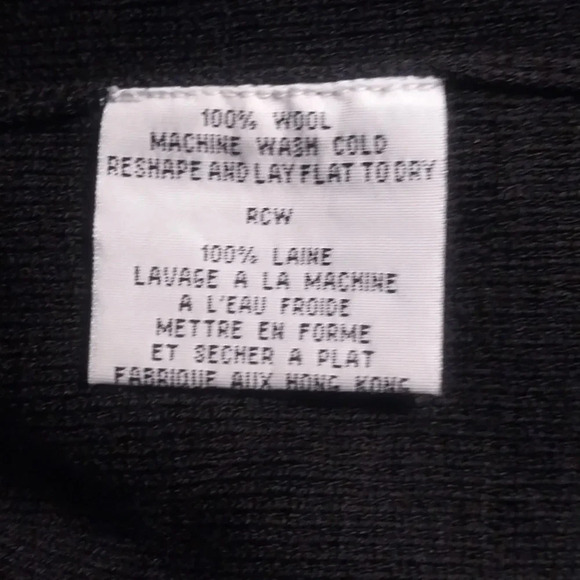 100% WOOL
MACHINE WASH COLD
RESHAPE AND LAY FLAT TO DRY
RCW
100% LAINE
LAVAGE A LA MACHINE
A L'EAU FROIDE
METTRE EN FORME
ET SECHER A PLAT
FABRIQUE AUX HONG KONG